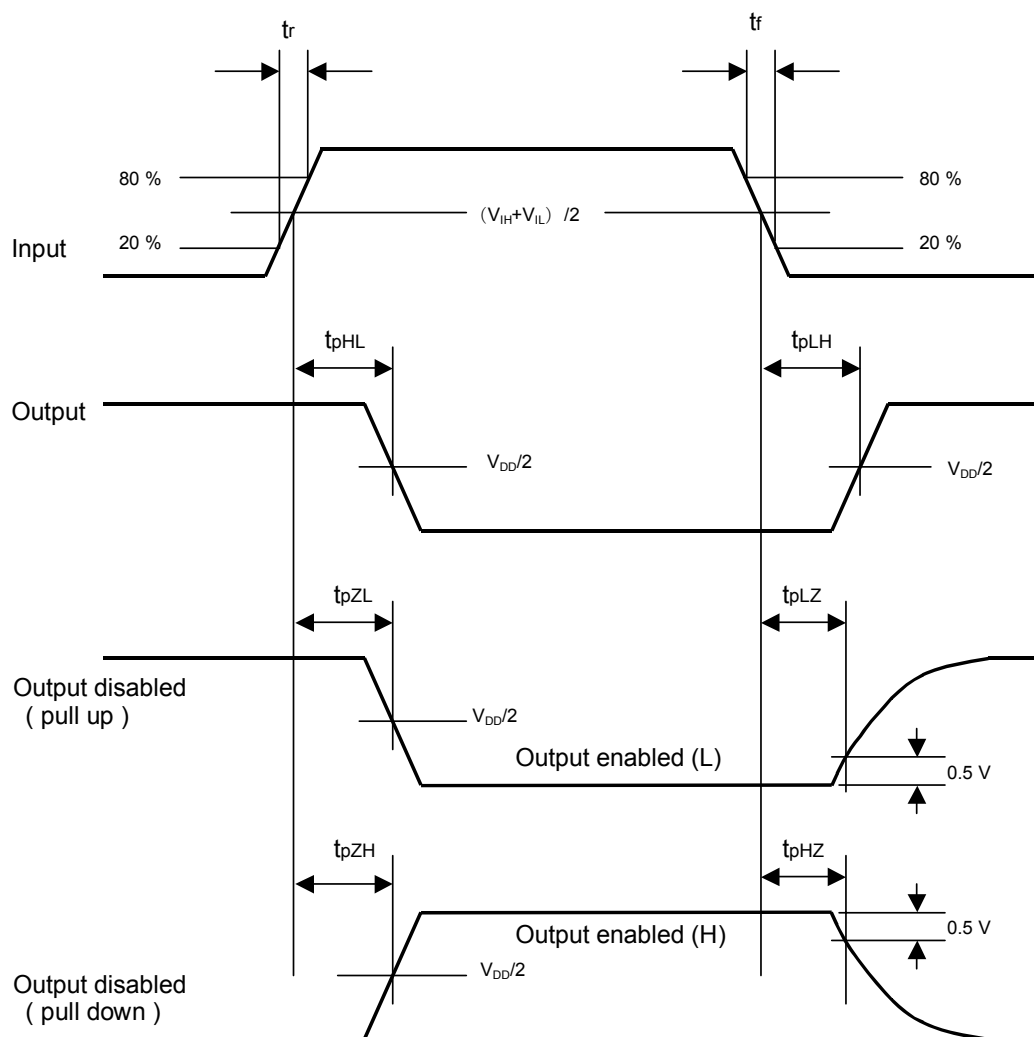 tr
tf
80 %
80 %
(VIH+VIL) /2
20 %
20 %
Input
tpHL
tpLH
Output
VDD/2
VDD/2
tpZL
tpLZ
Output disabled
( pull up )
VDD/2
Output enabled (L)
0.5 V
tpZH
tpHZ
Output enabled (H)
0.5 V
VDD/2
Output disabled
( pull down )